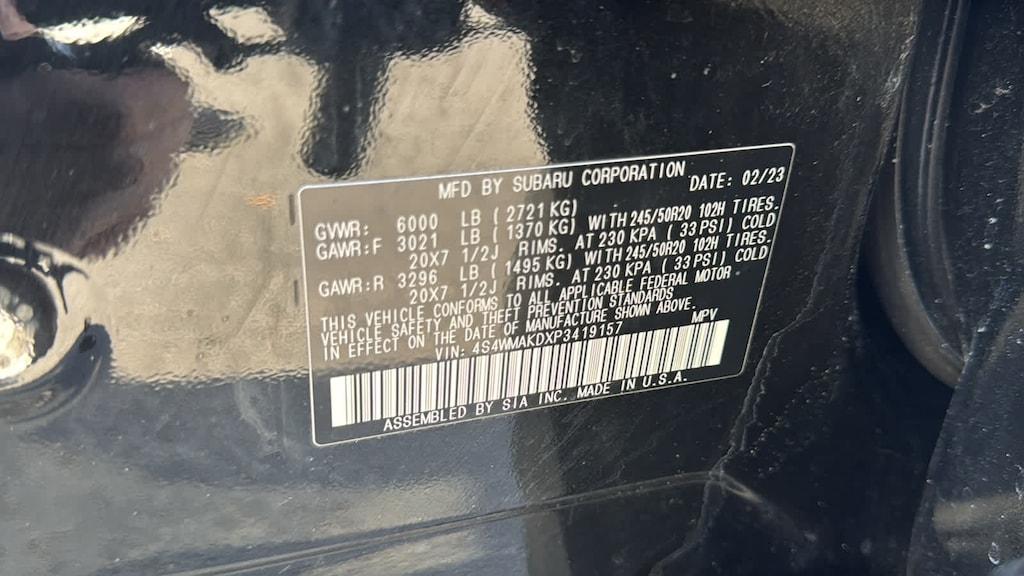 MFD BY SUBARU CORPORATION DATE: 02/23
GVWR: 6000 LB ( 2721 KG)
GAWR:F 3021 LB ( 1370 KG) WITH 245/50R20 102H TIRES.
20X7 1/2J RIMS. AT 230 KPA ( 33 PSI) COLD
GAWR:R 3296 LB ( 1495 KG) WITH 245/50R20 102H TIRES.
20X7 1/2J RIMS. AT 230 KPA ( 33 PSI) COLD
THIS VEHICLE CONFORMS TO ALL APPLICABLE FEDERAL MOTOR
VEHICLE SAFETY AND THEFT PREVENTION STANDARDS
IN EFFECT ON THE DATE OF MANUFACTURE SHOWN ABOVE.
VIN: 4S4WMAKDXP3419157 MPV
ASSEMBLED BY SIA INC. MADE IN U.S.A.